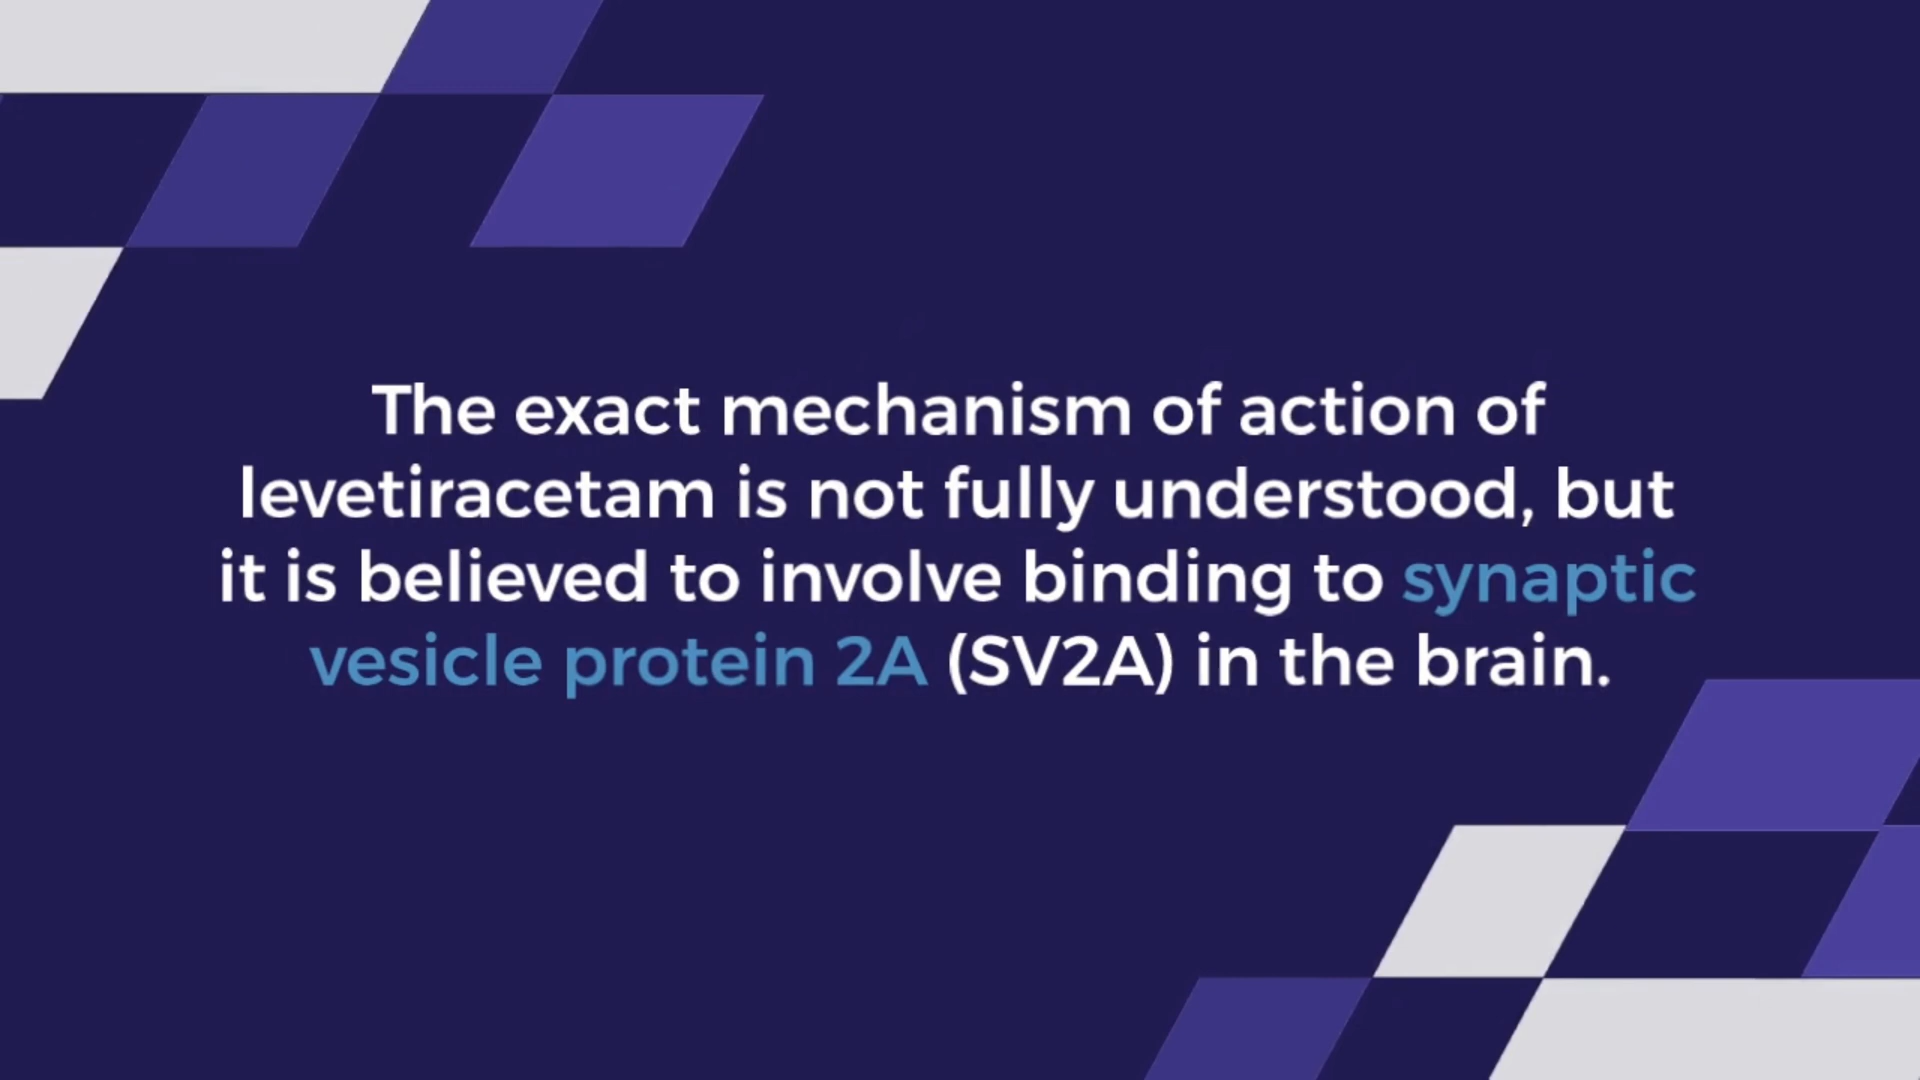 The exact mechanism of action of
levetiracetam is not fully understood, but
it is believed to involve binding to synaptic
vesicle protein 2A (SV2A) in the brain.